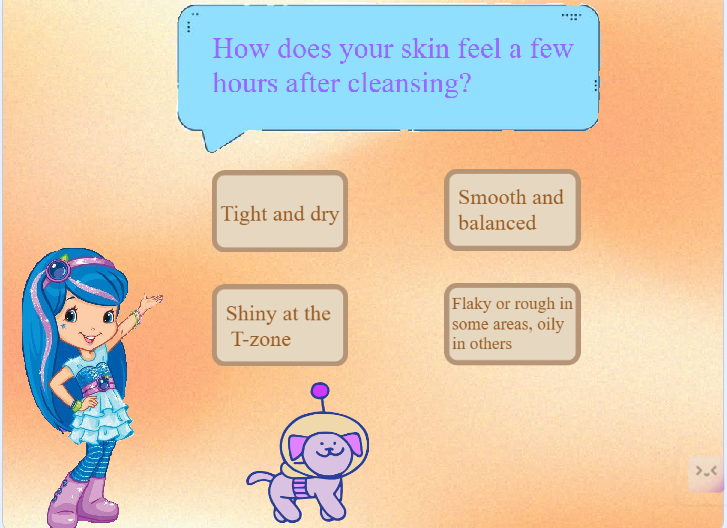 How does your skin feel a few
hours after cleansing?
Tight and dry
Smooth and
balanced
Shiny at the
T-zone
Flaky or rough in
some areas, oily
in others